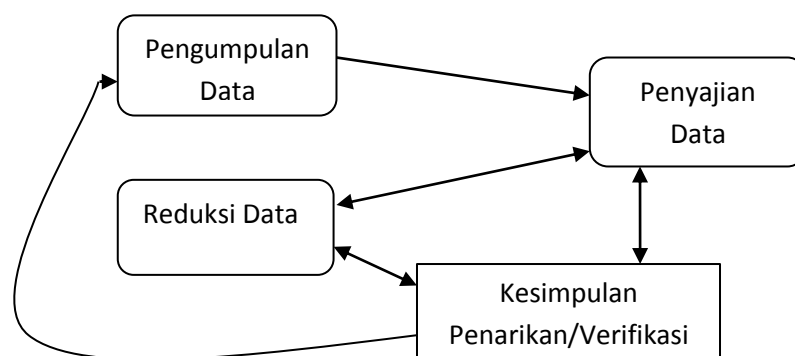 Pengumpulan
Data
Penyajian
Data
Reduksi Data
Kesimpulan
Penarikan/Verifikasi